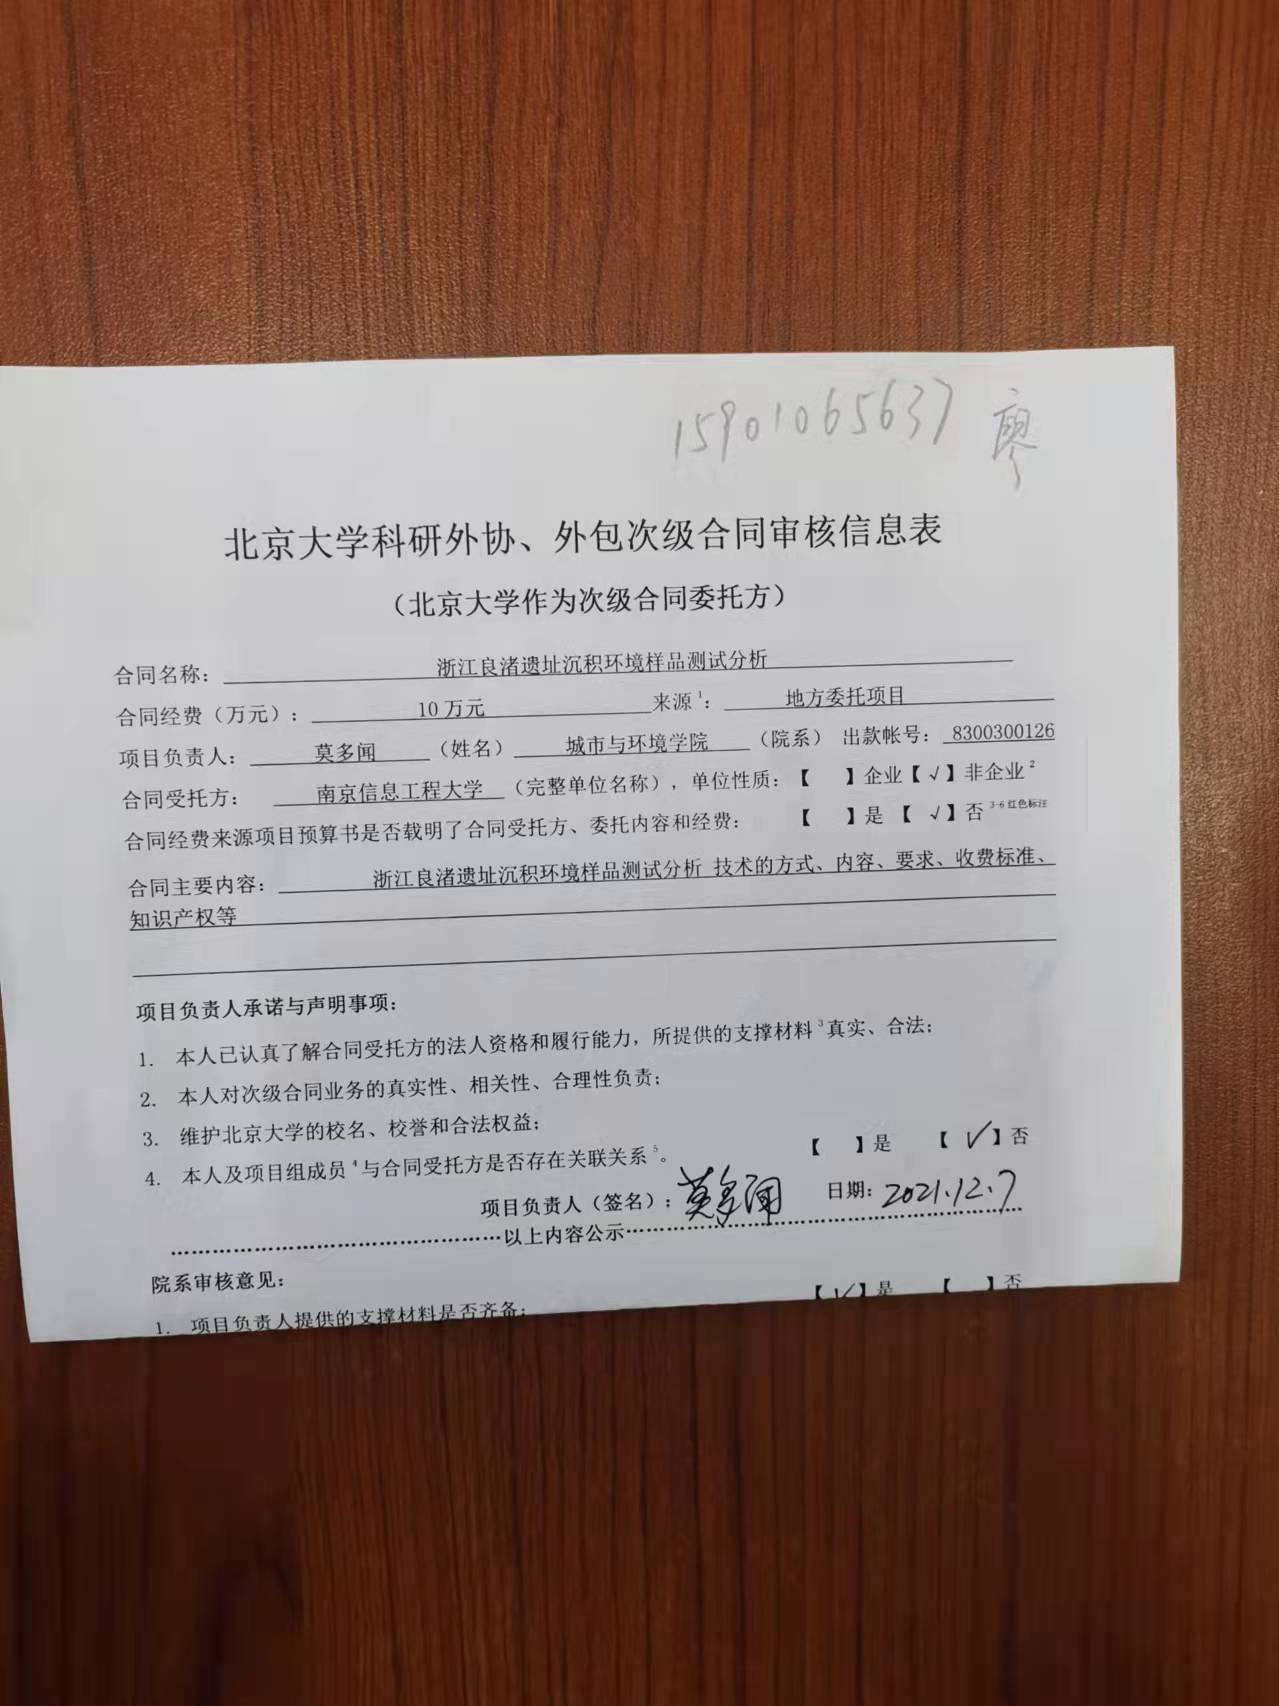 15901065637 廖
北京大学科研外协、外包次级合同审核信息表
（北京大学作为次级合同委托方）
合同名称： 浙江良渚遗址沉积环境样品测试分析
合同经费（万元）： 10 万元 来源1： 地方委托项目
项目负责人： 莫多闻 （姓名） 城市与环境学院 （院系） 出款帐号： 8300300126
合同受托方： 南京信息工程大学 （完整单位名称），单位性质：【 】企业【√】非企业2
合同经费来源项目预算书是否载明了合同受托方、委托内容和经费： 【 】是 【 √】否 3-6 红色标注
合同主要内容： 浙江良渚遗址沉积环境样品测试分析 技术的方式、内容、要求、收费标准、
知识产权等
项目负责人承诺与声明事项：
1. 本人已认真了解合同受托方的法人资格和履行能力，所提供的支撑材料3真实、合法；
2. 本人对次级合同业务的真实性、相关性、合理性负责；
3. 维护北京大学的校名、校誉和合法权益；
4. 本人及项目组成员4与合同受托方是否存在关联关系5。 【 】是 【√】否
项目负责人（签名）：莫多闻 日期：2021.12.7
……………………………………………以上内容公示……………………………………………
院系审核意见：
1. 项目负责人提供的支撑材料是否齐备； 【√】是 【 】否